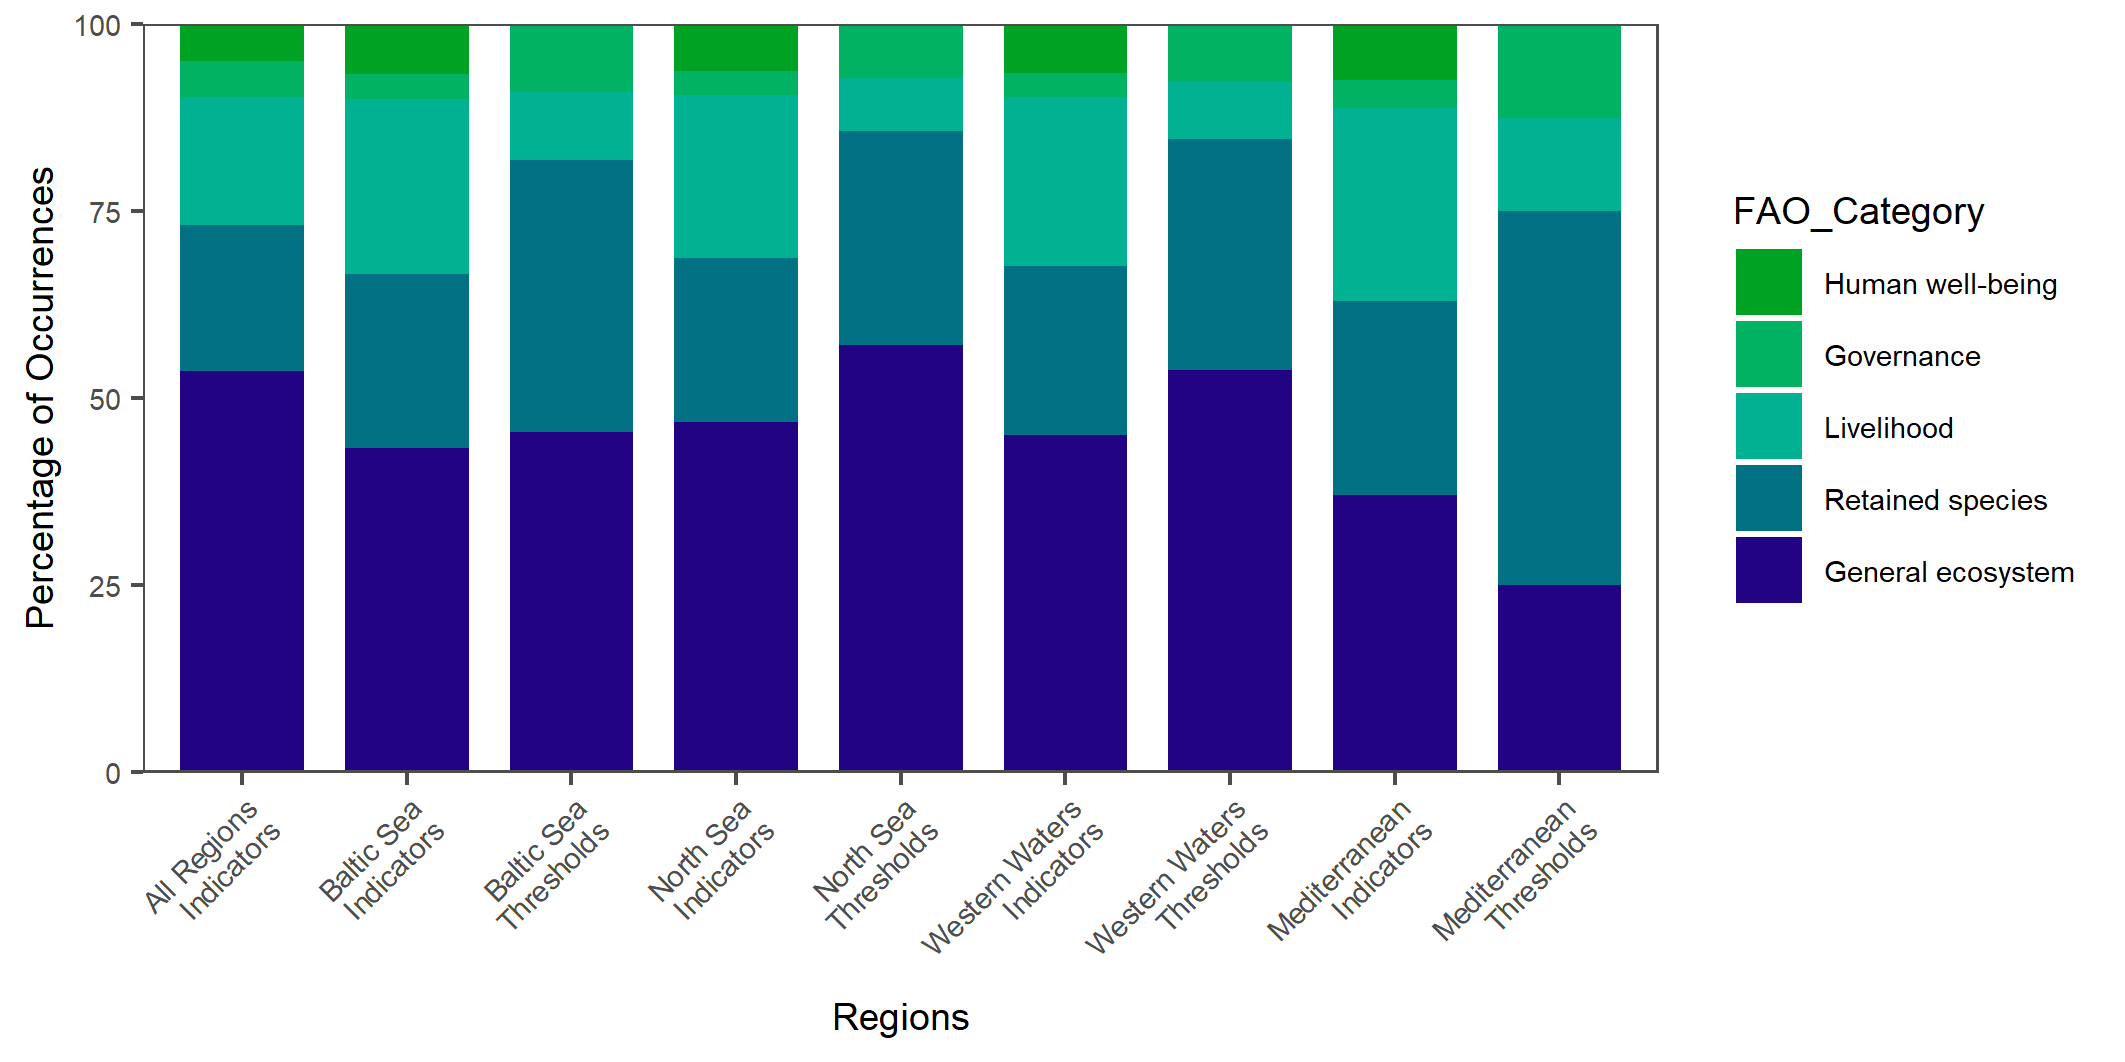 Percentage of Occurrences
100
75
50
25
0
All Regions
Indicators
Baltic Sea
Indicators
Baltic Sea
Thresholds
North Sea
Indicators
North Sea
Thresholds
Western Waters
Indicators
Western Waters
Thresholds
Mediterranean
Indicators
Mediterranean
Thresholds
Regions
FAO_Category
Human well-being
Governance
Livelihood
Retained species
General ecosystem